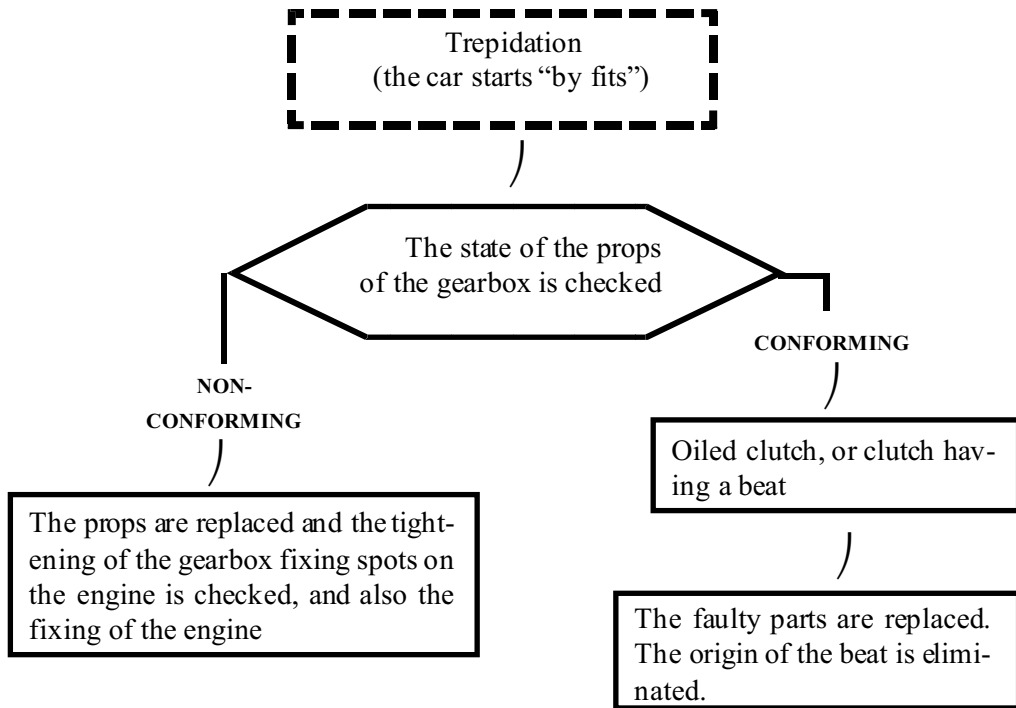 Trepidation
(the car starts “by fits”)
The state of the props
of the gearbox is checked
NON-
CONFORMING
The props are replaced and the tight-
ening of the gearbox fixing spots on
the engine is checked, and also the
fixing of the engine
CONFORMING
Oiled clutch, or clutch hav-
ing a beat
The faulty parts are replaced.
The origin of the beat is elimi-
nated.